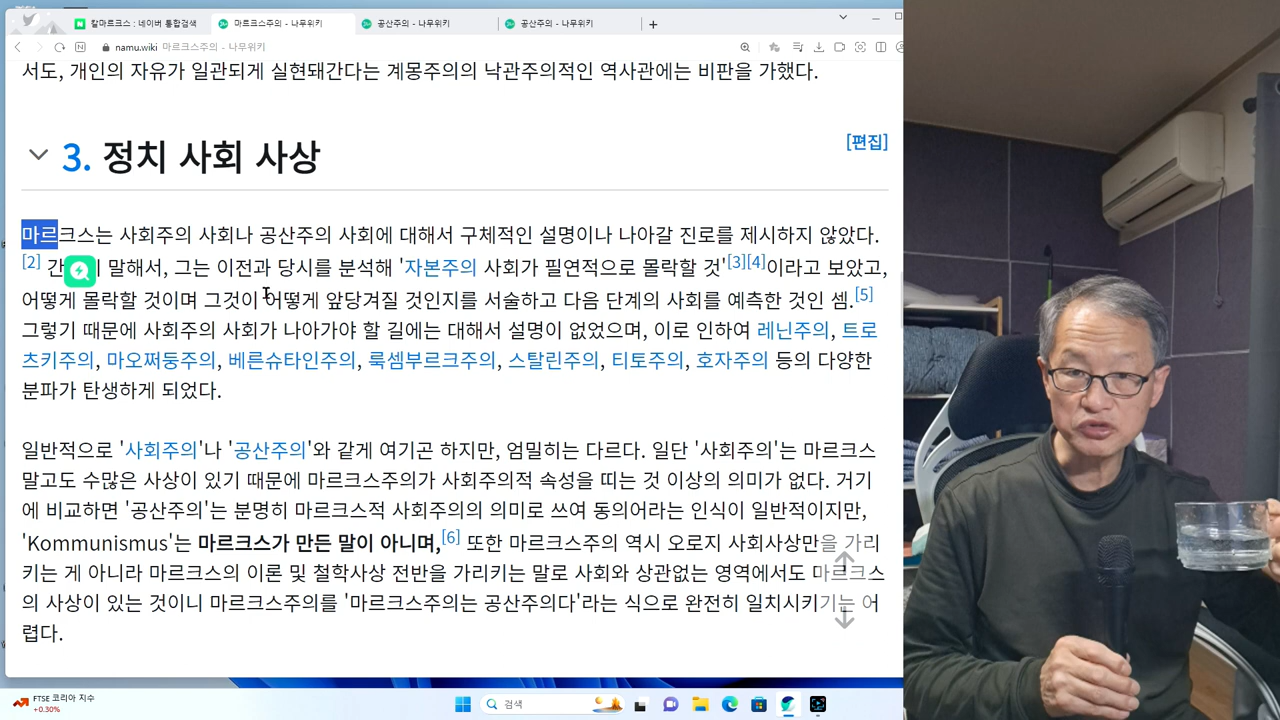 칼마르크스 : 네이버 통합검색
마르크스주의 - 나무위키
공산주의 - 나무위키
공산주의 - 나무위키
namu.wiki 마르크스주의 - 나무위키
서도, 개인의 자유가 일관되게 실현돼간다는 계몽주의의 낙관주의적인 역사관에는 비판을 가했다.
3. 정치 사회 사상
[편집]
마르크스는 사회주의 사회나 공산주의 사회에 대해서 구체적인 설명이나 나아갈 진로를 제시하지 않았다.
[2] 간 말해서, 그는 이전과 당시를 분석해 '자본주의 사회가 필연적으로 몰락할 것'[3][4]이라고 보았고,
어떻게 몰락할 것이며 그것이 어떻게 앞당겨질 것인지를 서술하고 다음 단계의 사회를 예측한 것인 셈.[5]
그렇기 때문에 사회주의 사회가 나아가야 할 길에는 대해서 설명이 없었으며, 이로 인하여 레닌주의, 트로
츠키주의, 마오쩌둥주의, 베른슈타인주의, 룩셈부르크주의, 스탈린주의, 티토주의, 호자주의 등의 다양한
분파가 탄생하게 되었다.
일반적으로 '사회주의'나 '공산주의'와 같게 여기곤 하지만, 엄밀히는 다르다. 일단 '사회주의'는 마르크스
말고도 수많은 사상이 있기 때문에 마르크스주의가 사회주의적 속성을 띠는 것 이상의 의미가 없다. 거기
에 비교하면 '공산주의'는 분명히 마르크스적 사회주의의 의미로 쓰여 동의어라는 인식이 일반적이지만,
'Kommunismus'는 마르크스가 만든 말이 아니며,[6] 또한 마르크스주의 역시 오로지 사회사상만을 가리
키는 게 아니라 마르크스의 이론 및 철학사상 전반을 가리키는 말로 사회와 상관없는 영역에서도 마르크스
의 사상이 있는 것이니 마르크스주의를 '마르크스주의는 공산주의다'라는 식으로 완전히 일치시키기는 어
렵다.
FTSE 코리아 지수
+0.30%
검색